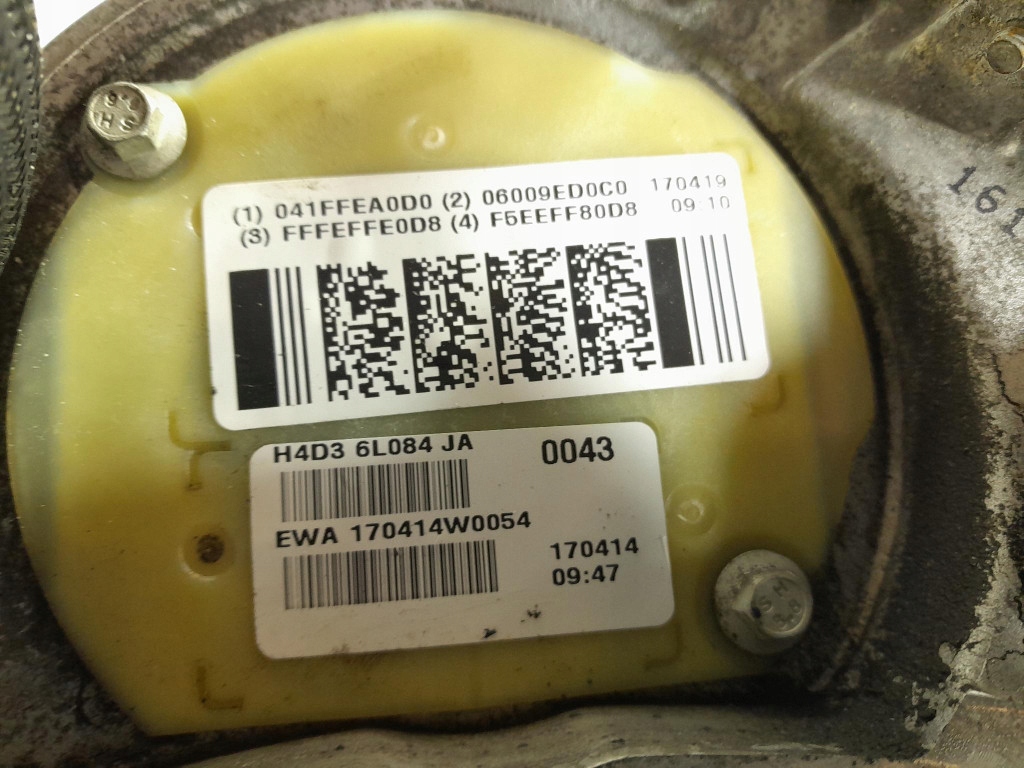 (1) 041FFEA0D0 (2) 06009ED0C0 170419
(3) FFFEFFE0D8 (4) F5EEFF80D8 09:10
H4D3 6L084 JA 0043
EWA 170414W0054
170414
09:47
161